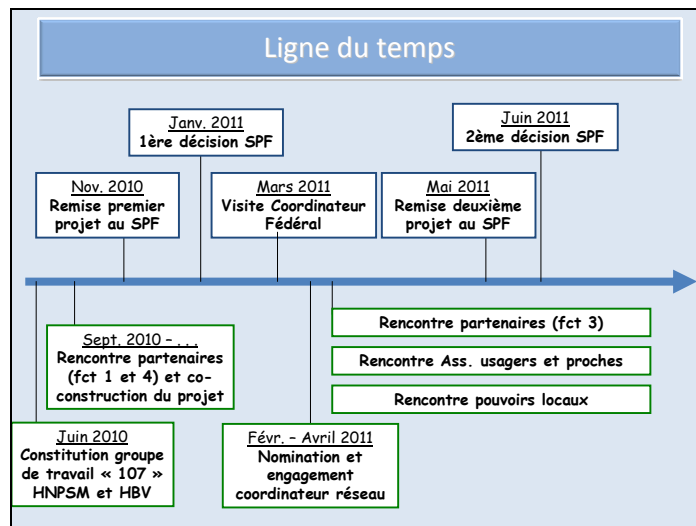 Ligne du temps
Janv. 2011
1ère décision SPF
Juin 2011
2ème décision SPF
Nov. 2010
Remise premier
projet au SPF
Mars 2011
Visite Coordinateur
Fédéral
Mai 2011
Remise deuxième
projet au SPF
Sept. 2010 – . . .
Rencontre partenaires
(fct 1 et 4) et co-
construction du projet
Rencontre partenaires (fct 3)
Rencontre Ass. usagers et proches
Rencontre pouvoirs locaux
Juin 2010
Constitution groupe
de travail « 107 »
HNPSM et HBV
Févr. – Avril 2011
Nomination et
engagement
coordinateur réseau